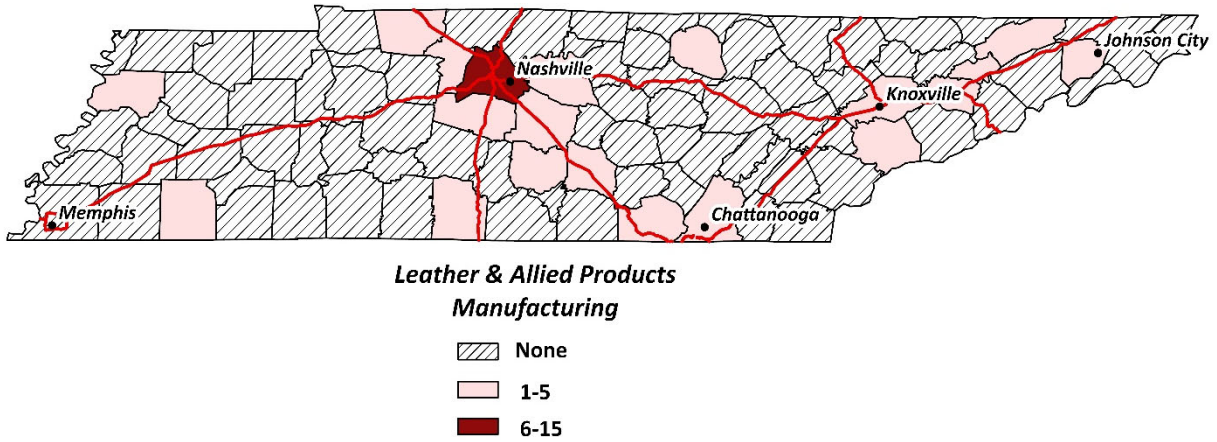 Johnson City
Nashville
Knoxville
Memphis
Chattanooga
Leather & Allied Products
Manufacturing
None
1-5
6-15